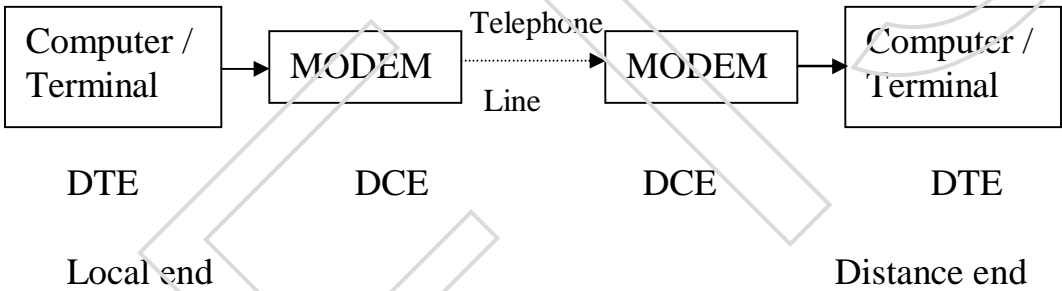 Computer /
Terminal
MODEM
Telephone
Line
MODEM
Computer /
Terminal
DTE
DCE
DCE
DTE
Local end
Distance end